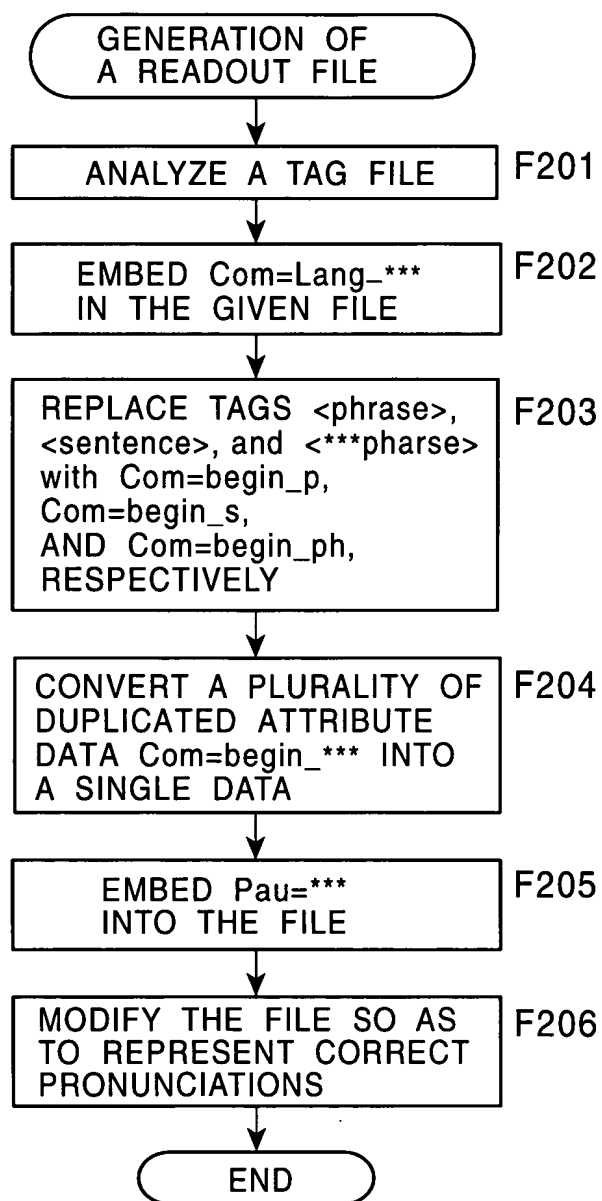 GENERATION OF
A READOUT FILE
ANALYZE A TAG FILE
F201
EMBED Com=Lang_***
IN THE GIVEN FILE
F202
REPLACE TAGS <phrase>,
<sentence>, and <***pharse>
with Com=begin_p,
Com=begin_s,
AND Com=begin_ph,
RESPECTIVELY
F203
CONVERT A PLURALITY OF
DUPLICATED ATTRIBUTE
DATA Com=begin_*** INTO
A SINGLE DATA
F204
EMBED Pau=***
INTO THE FILE
F205
MODIFY THE FILE SO AS
TO REPRESENT CORRECT
PRONUNCIATIONS
F206
END